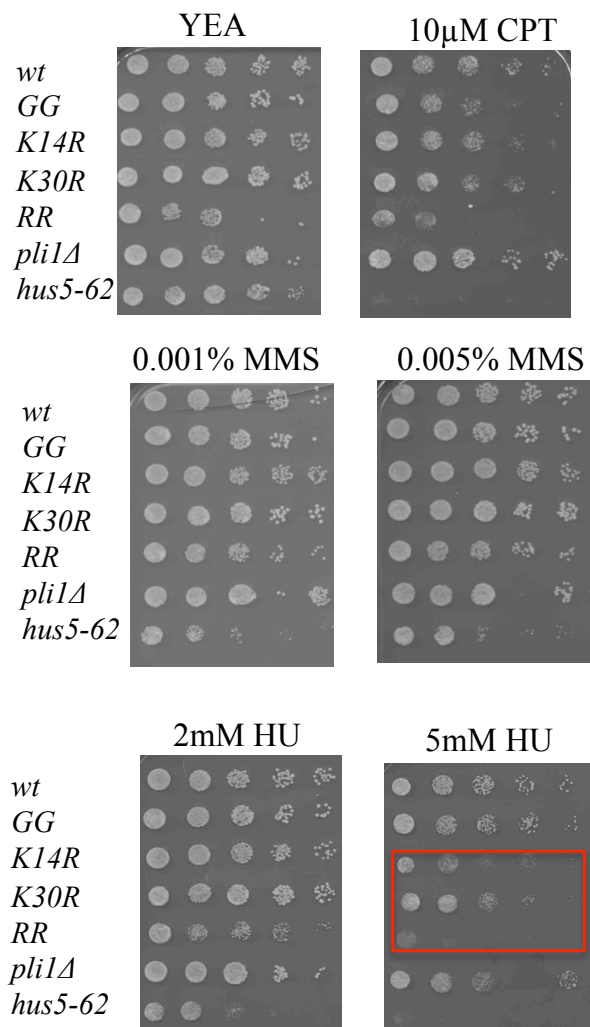 YEA 10µM CPT
wt
GG
K14R
K30R
RR
pli1Δ
hus5-62
0.001% MMS 0.005% MMS
wt
GG
K14R
K30R
RR
pli1Δ
hus5-62
2mM HU 5mM HU
wt
GG
K14R
K30R
RR
pli1Δ
hus5-62